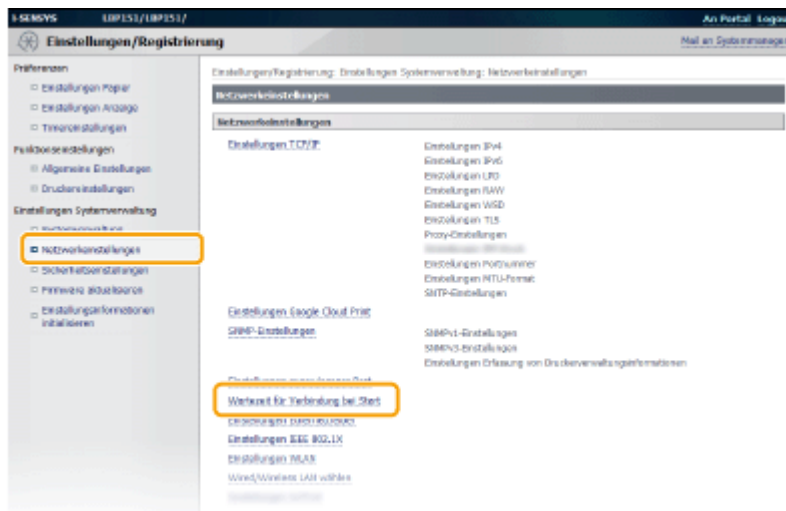 i-SENSYS LBP151/LBP151/ An Portal Logou
Einstellungen/Registrierung Mail an Systemmanager
Präferenzen
Einstellungen Papier
Einstellungen Anzeige
Timereinstellungen
Funktionseinstellungen
Allgemeine Einstellungen
Druckereinstellungen
Einstellungen Systemverwaltung
Netzwerkeinstellungen
Sicherheitseinstellungen
Firmware aktualisieren
Einstellungsinformationen
initialisieren
Einstellungen/Registrierung: Einstellungen Systemverwaltung: Netzwerkeinstellungen
Netzwerkeinstellungen
Netzwerkeinstellungen
Einstellungen TCP/IP
Einstellungen IPv4
Einstellungen IPv6
Einstellungen LPD
Einstellungen RAW
Einstellungen WSD
Einstellungen TLS
Proxy-Einstellungen
Einstellungen Portnummer
Einstellungen MTU-Format
SNTP-Einstellungen
Einstellungen Google Cloud Print
SNMP-Einstellungen
SNMPv1-Einstellungen
SNMPv3-Einstellungen
Einstellungen Erfassung von Druckerverwaltungsinformationen
Wartezeit für Verbindung bei Start
Einstellungen IEEE 802.1X
Einstellungen WLAN
Wired/Wireless LAN wählen